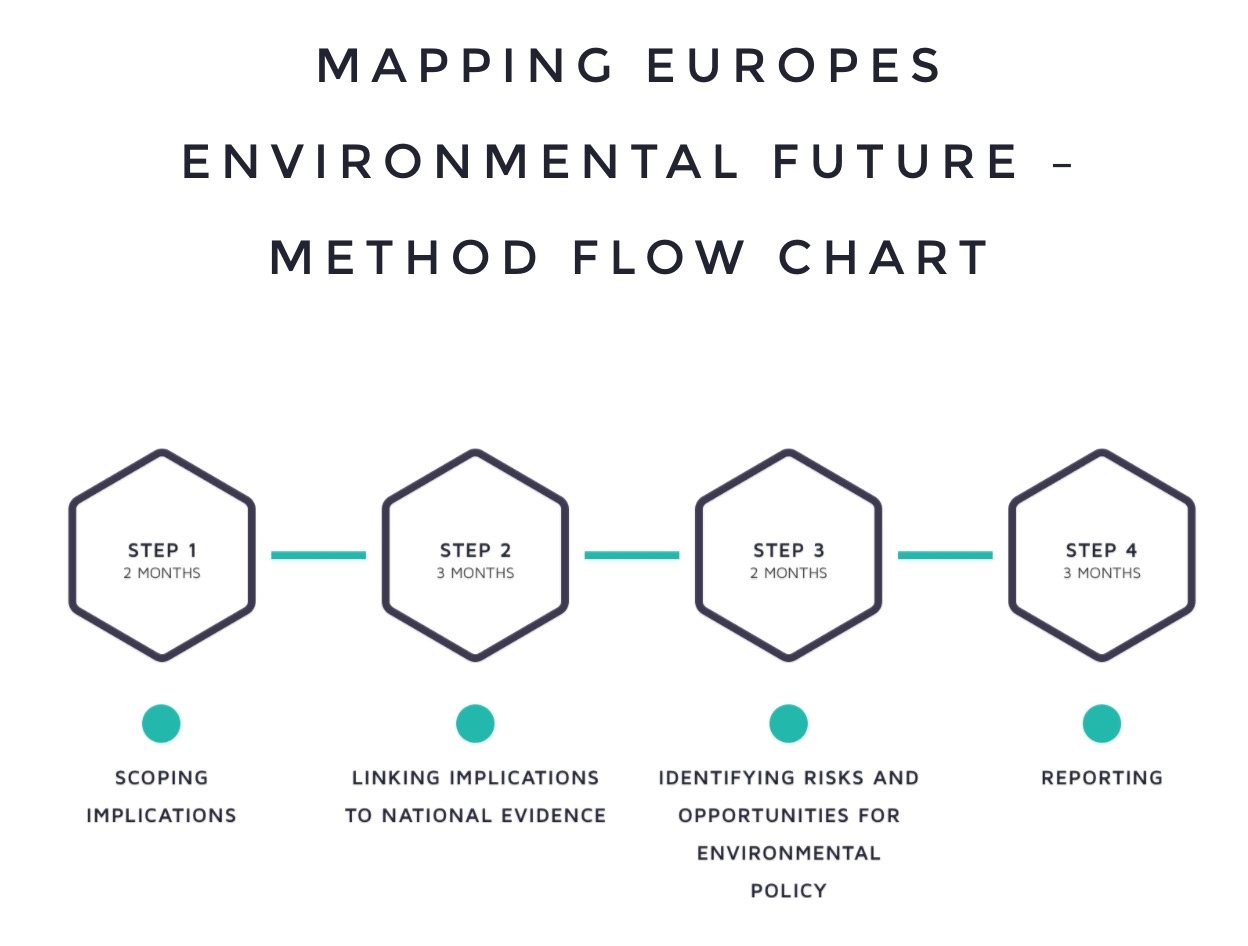 MAPPING EUROPES
ENVIRONMENTAL FUTURE –
METHOD FLOW CHART
STEP 1
2 MONTHS
SCOPING
IMPLICATIONS
STEP 2
3 MONTHS
LINKING IMPLICATIONS
TO NATIONAL EVIDENCE
STEP 3
2 MONTHS
IDENTIFYING RISKS AND
OPPORTUNITIES FOR
ENVIRONMENTAL
POLICY
STEP 4
3 MONTHS
REPORTING